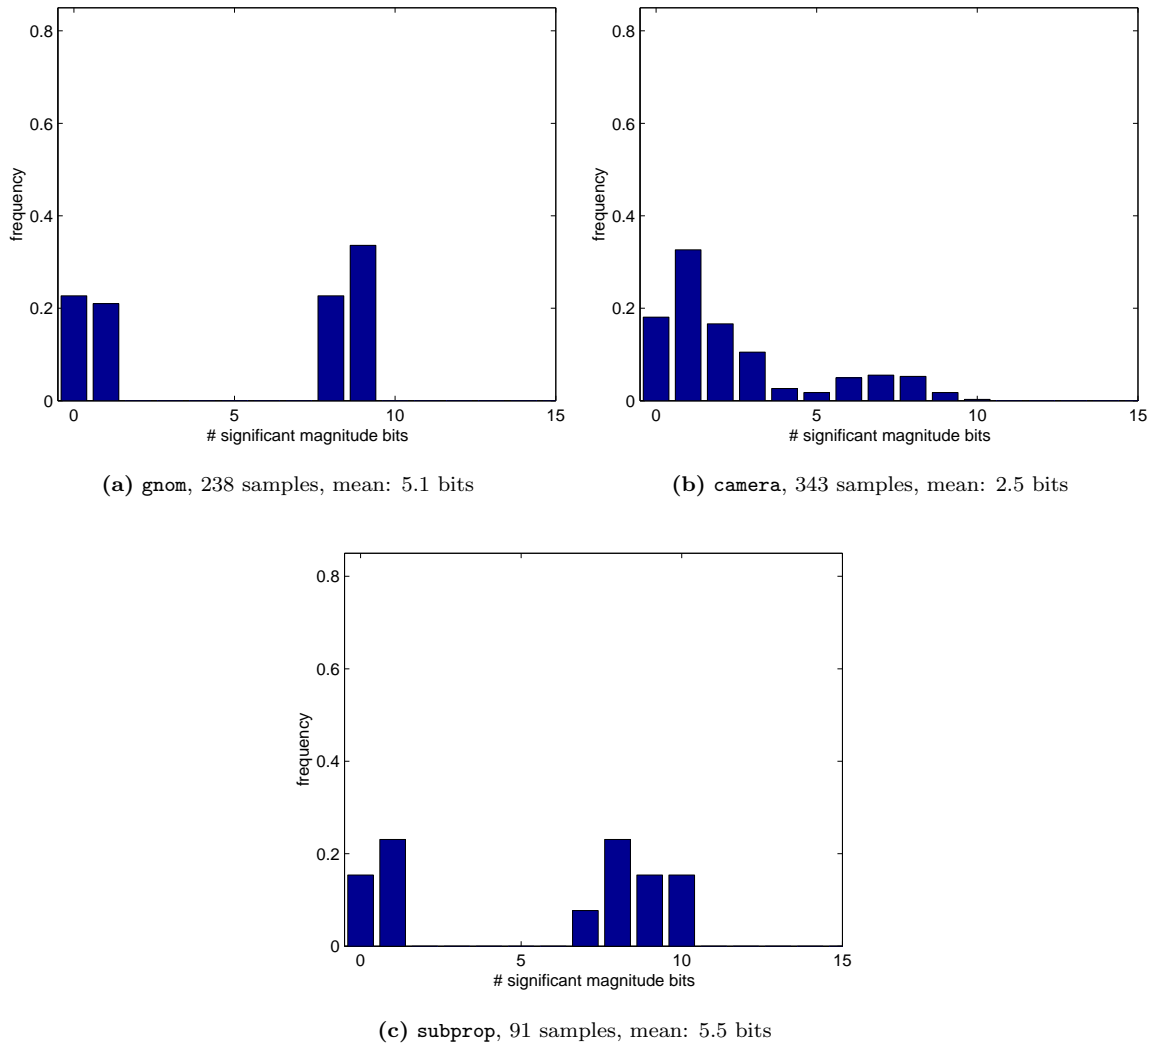 0.8
0.6
0.4
0.2
0
frequency
0 5 10 15
# significant magnitude bits
(a) gnom, 238 samples, mean: 5.1 bits
0.8
0.6
0.4
0.2
0
frequency
0 5 10 15
# significant magnitude bits
(b) camera, 343 samples, mean: 2.5 bits
0.8
0.6
0.4
0.2
0
frequency
0 5 10 15
# significant magnitude bits
(c) subprop, 91 samples, mean: 5.5 bits